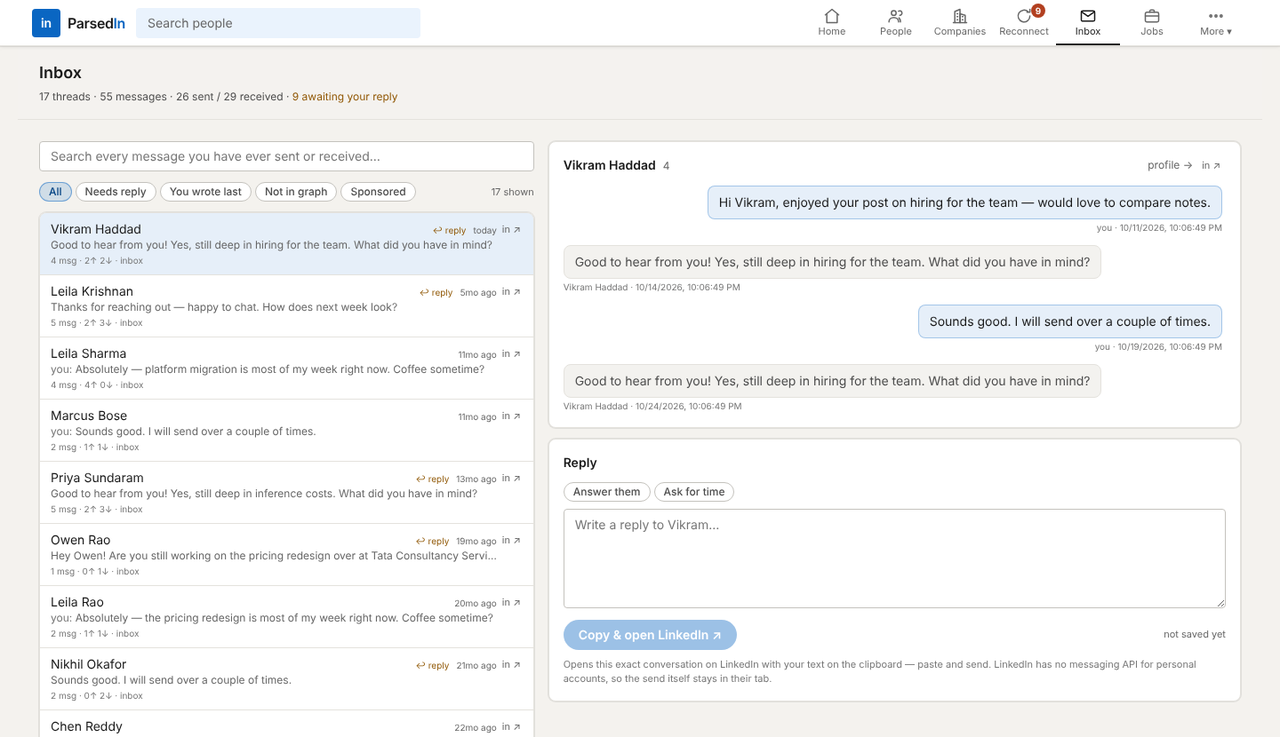 in ParsedIn
Search people
Home
People
Companies
9
Reconnect
Inbox
Jobs
More ▾
Inbox
17 threads · 55 messages · 26 sent / 29 received · 9 awaiting your reply
Search every message you have ever sent or received...
All Needs reply You wrote last Not in graph Sponsored 17 shown
Vikram Haddad ↩ reply today in ↗
Good to hear from you! Yes, still deep in hiring for the team. What did you have in mind?
4 msg · 2↑ 2↓ · inbox
Leila Krishnan ↩ reply 5mo ago in ↗
Thanks for reaching out — happy to chat. How does next week look?
5 msg · 2↑ 3↓ · inbox
Leila Sharma 11mo ago in ↗
you: Absolutely — platform migration is most of my week right now. Coffee sometime?
4 msg · 4↑ 0↓ · inbox
Marcus Bose 11mo ago in ↗
you: Sounds good. I will send over a couple of times.
2 msg · 1↑ 1↓ · inbox
Priya Sundaram ↩ reply 13mo ago in ↗
Good to hear from you! Yes, still deep in inference costs. What did you have in mind?
5 msg · 2↑ 3↓ · inbox
Owen Rao ↩ reply 19mo ago in ↗
Hey Owen! Are you still working on the pricing redesign over at Tata Consultancy Servi...
1 msg · 0↑ 1↓ · inbox
Leila Rao 20mo ago in ↗
you: Absolutely — the pricing redesign is most of my week right now. Coffee sometime?
2 msg · 1↑ 1↓ · inbox
Nikhil Okafor ↩ reply 21mo ago in ↗
Sounds good. I will send over a couple of times.
2 msg · 0↑ 2↓ · inbox
Chen Reddy 22mo ago in ↗
Vikram Haddad 4 profile → in ↗
Hi Vikram, enjoyed your post on hiring for the team — would love to compare notes.
you · 10/11/2026, 10:06:49 PM
Good to hear from you! Yes, still deep in hiring for the team. What did you have in mind?
Vikram Haddad · 10/14/2026, 10:06:49 PM
Sounds good. I will send over a couple of times.
you · 10/19/2026, 10:06:49 PM
Good to hear from you! Yes, still deep in hiring for the team. What did you have in mind?
Vikram Haddad · 10/24/2026, 10:06:49 PM
Reply
Answer them Ask for time
Write a reply to Vikram...
Copy & open LinkedIn ↗ not saved yet
Opens this exact conversation on LinkedIn with your text on the clipboard — paste and send. LinkedIn has no messaging API for personal
accounts, so the send itself stays in their tab.